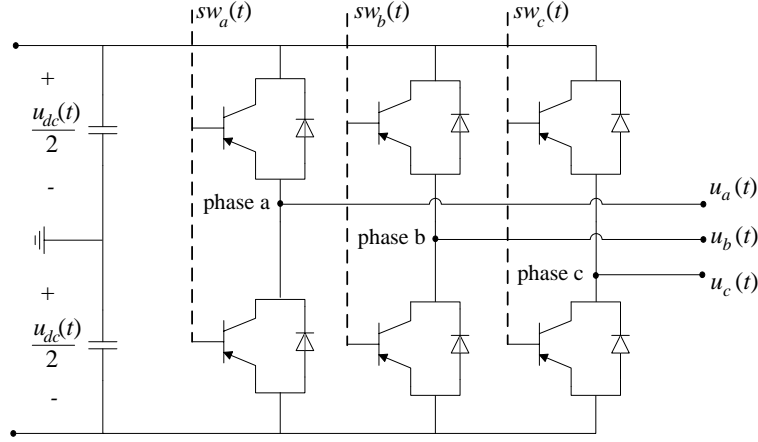 sw_a(t) sw_b(t) sw_c(t)
+
u_dc(t)
2
-
phase a
u_a(t)
phase b
u_b(t)
phase c
u_c(t)
+
u_dc(t)
2
-